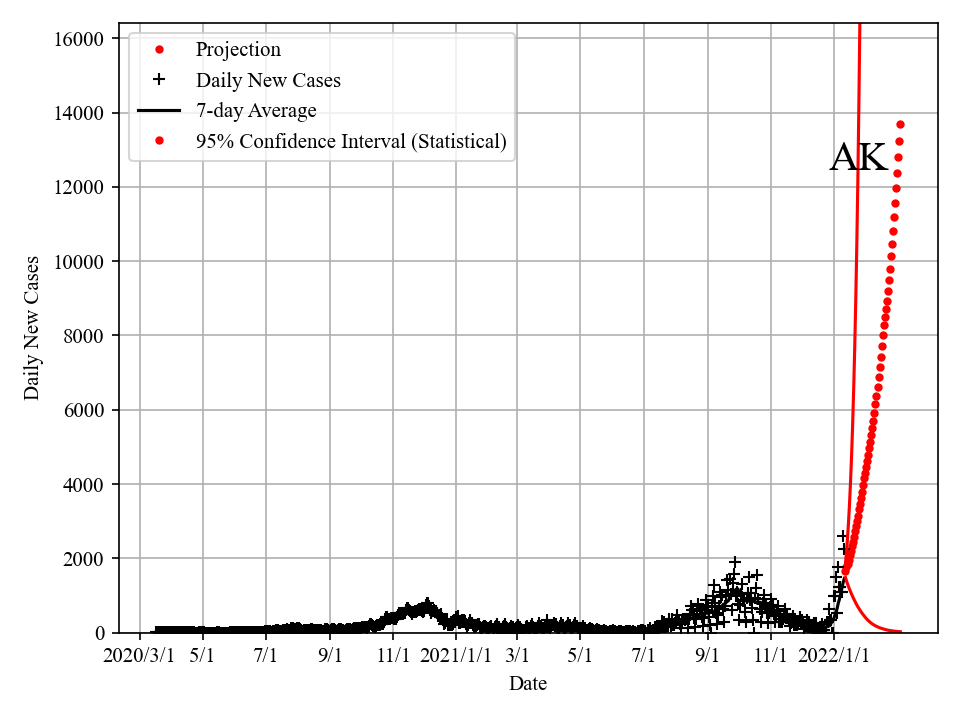 16000
14000
12000
10000
8000
6000
4000
2000
0
Daily New Cases
Projection
Daily New Cases
7-day Average
95% Confidence Interval (Statistical)
AK
2020/3/1 5/1 7/1 9/1 11/1 2021/1/1 3/1 5/1 7/1 9/1 11/1 2022/1/1
Date